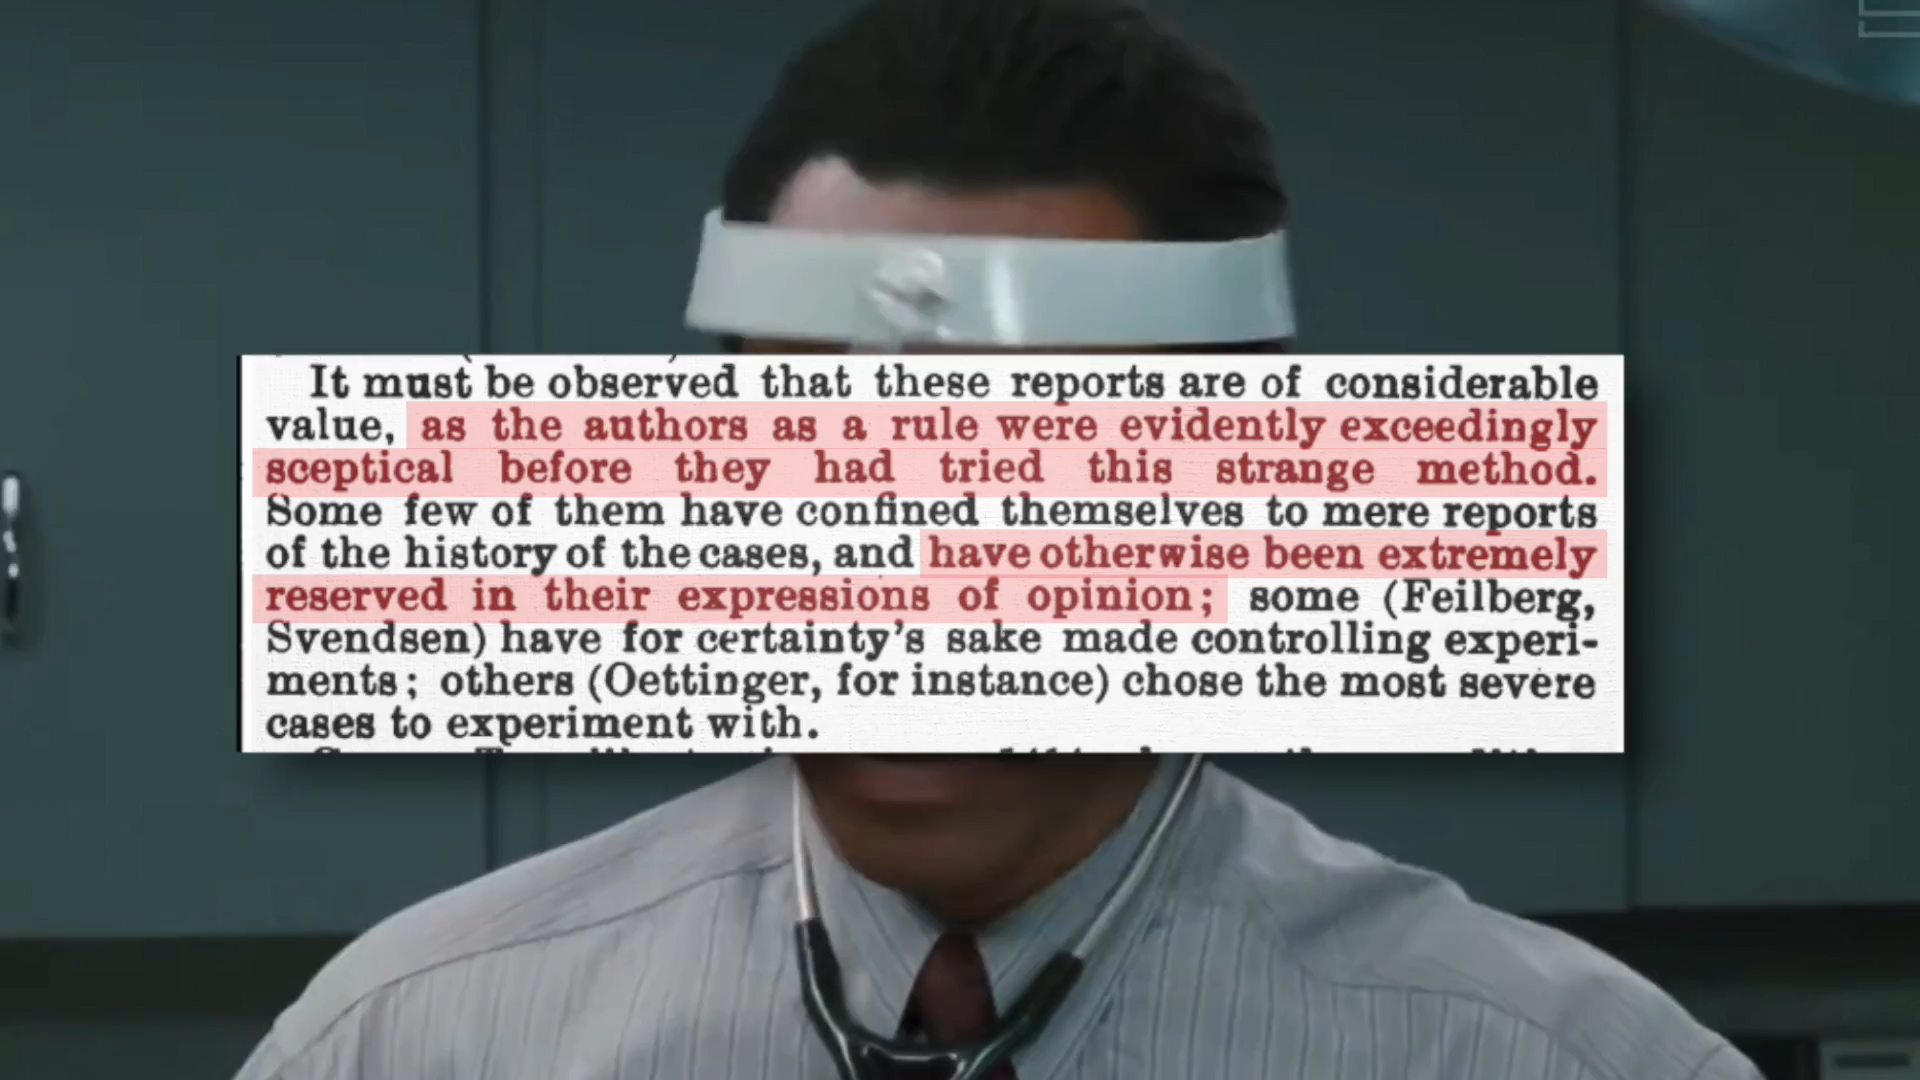 It must be observed that these reports are of considerable
value, as the authors as a rule were evidently exceedingly
sceptical before they had tried this strange method.
Some few of them have confined themselves to mere reports
of the history of the cases, and have otherwise been extremely
reserved in their expressions of opinion; some (Feilberg,
Svendsen) have for certainty's sake made controlling experi-
ments; others (Oettinger, for instance) chose the most severe
cases to experiment with.